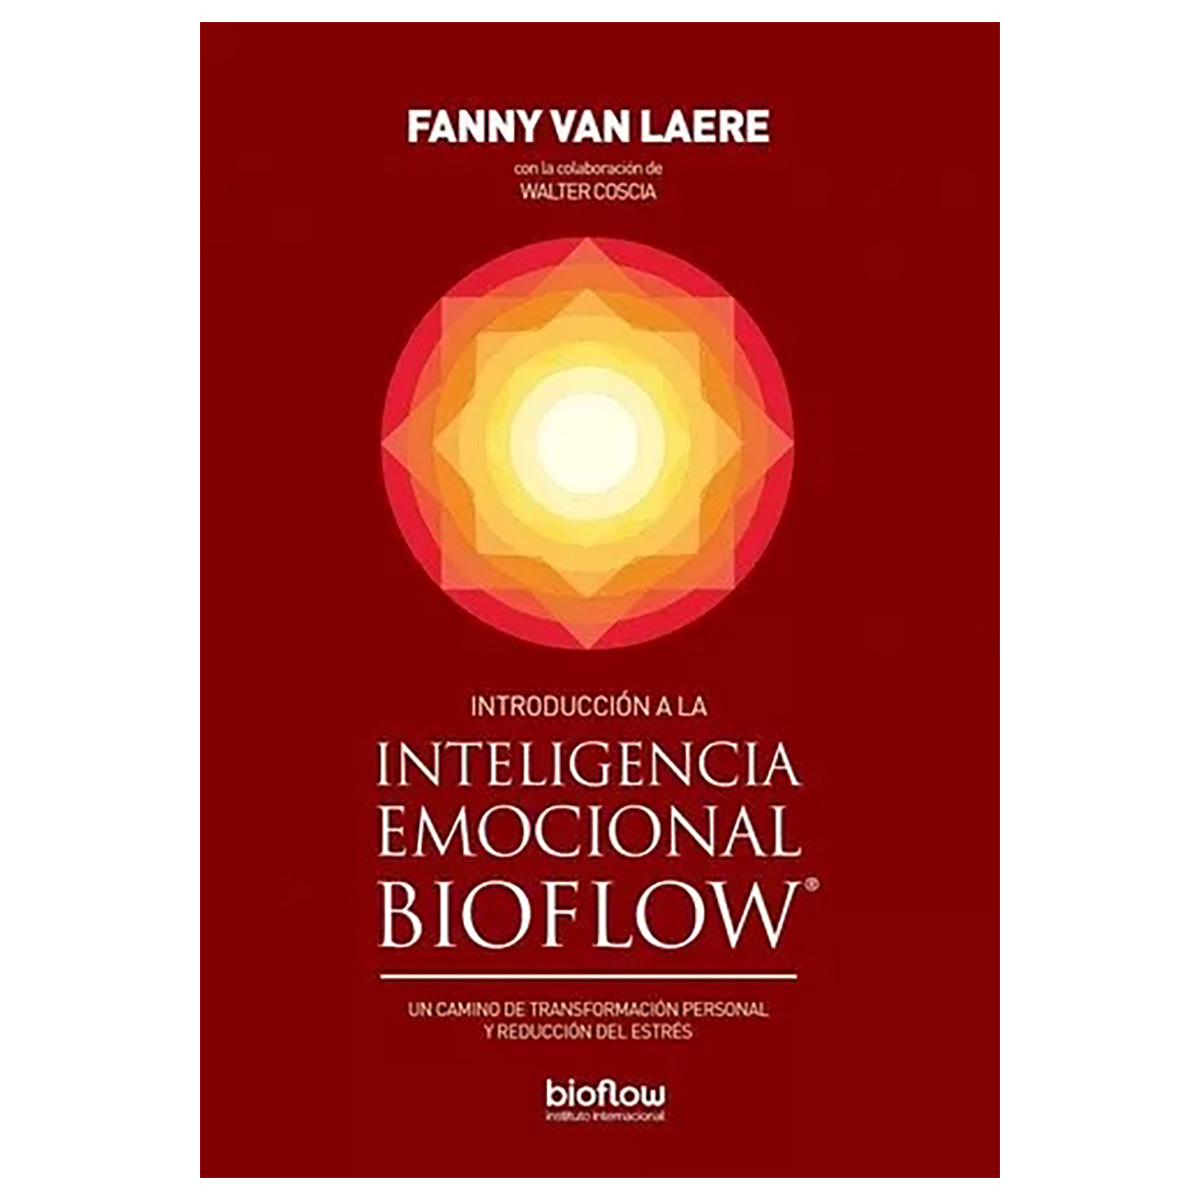 FANNY VAN LAERE
con la colaboración de
WALTER COSCIA
INTRODUCCIÓN A LA
INTELIGENCIA
EMOCIONAL
BIOFLOW®
UN CAMINO DE TRANSFORMACIÓN PERSONAL
Y REDUCCIÓN DEL ESTRÉS
bioflow
instituto internacional